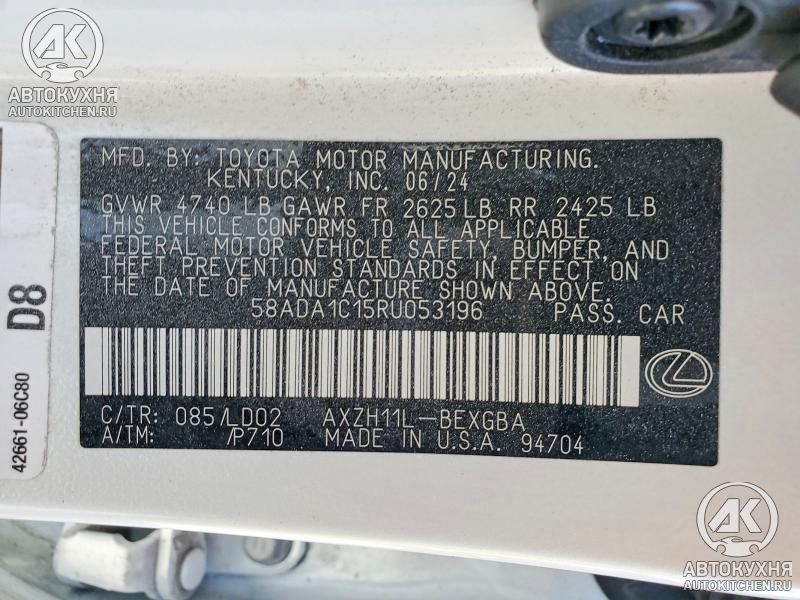 АК
АВТОКУХНЯ
AUTOKITCHEN.RU
MFD. BY: TOYOTA MOTOR MANUFACTURING.
KENTUCKY, INC. 06/24
GVWR 4740 LB GAWR FR 2625 LB RR 2425 LB
THIS VEHICLE CONFORMS TO ALL APPLICABLE
FEDERAL MOTOR VEHICLE SAFETY, BUMPER, AND
THEFT PREVENTION STANDARDS IN EFFECT ON
THE DATE OF MANUFACTURE SHOWN ABOVE.
58ADA1C15RU053196 PASS. CAR
C/TR: 085/LD02 AXZH11L-BEXGBA
A/TM: /P710 MADE IN U.S.A. 94704
D8
42661-06C80
АК
АВТОКУХНЯ
AUTOKITCHEN.RU